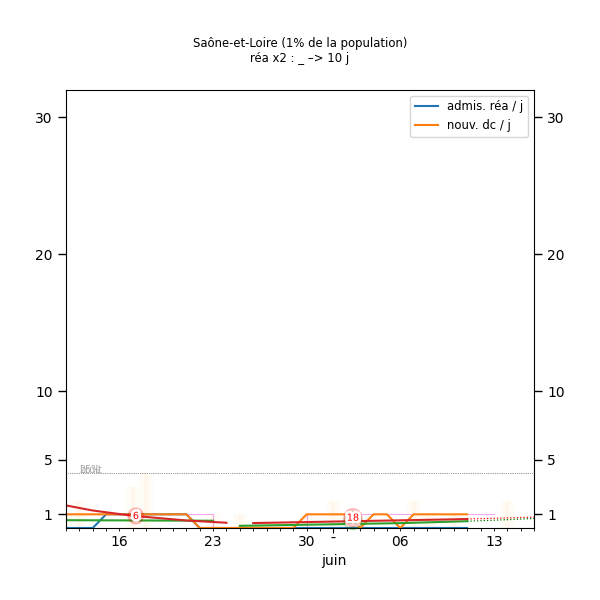 Saône-et-Loire (1% de la population)
réa x2 : _ –> 10 j
admis. réa / j
nouv. dc / j
30 30
20 20
10 10
5 5
1 1
6 18
16 23 30 - 06 13
juin